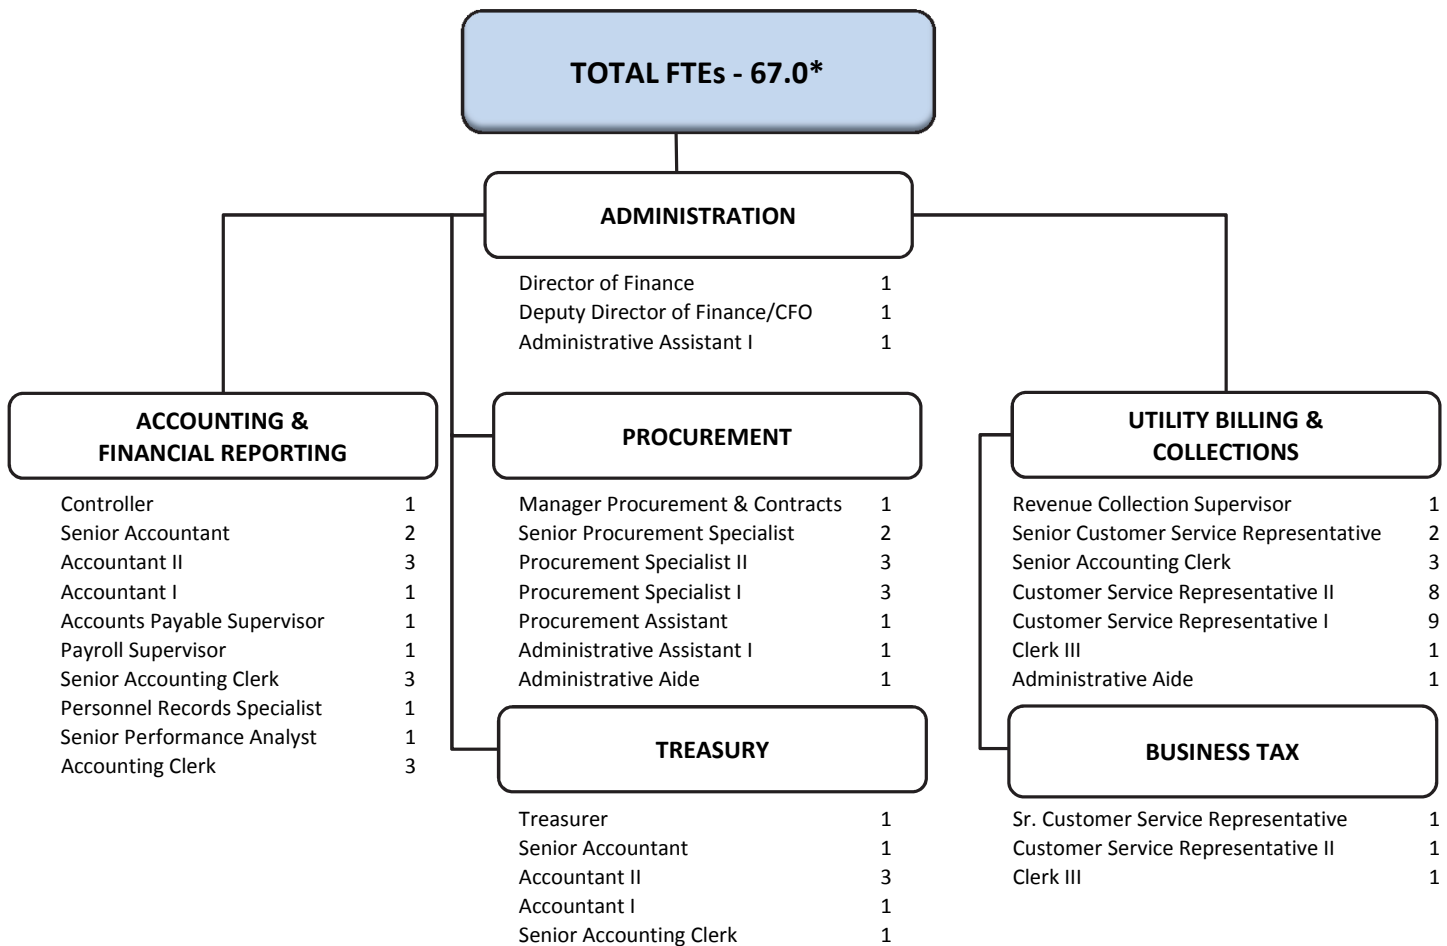 TOTAL FTEs - 67.0*
ADMINISTRATION
Director of Finance 1
Deputy Director of Finance/CFO 1
Administrative Assistant I 1
ACCOUNTING &
FINANCIAL REPORTING
Controller 1
Senior Accountant 2
Accountant II 3
Accountant I 1
Accounts Payable Supervisor 1
Payroll Supervisor 1
Senior Accounting Clerk 3
Personnel Records Specialist 1
Senior Performance Analyst 1
Accounting Clerk 3
PROCUREMENT
Manager Procurement & Contracts 1
Senior Procurement Specialist 2
Procurement Specialist II 3
Procurement Specialist I 3
Procurement Assistant 1
Administrative Assistant I 1
Administrative Aide 1
TREASURY
Treasurer 1
Senior Accountant 1
Accountant II 3
Accountant I 1
Senior Accounting Clerk 1
UTILITY BILLING &
COLLECTIONS
Revenue Collection Supervisor 1
Senior Customer Service Representative 2
Senior Accounting Clerk 3
Customer Service Representative II 8
Customer Service Representative I 9
Clerk III 1
Administrative Aide 1
BUSINESS TAX
Sr. Customer Service Representative 1
Customer Service Representative II 1
Clerk III 1